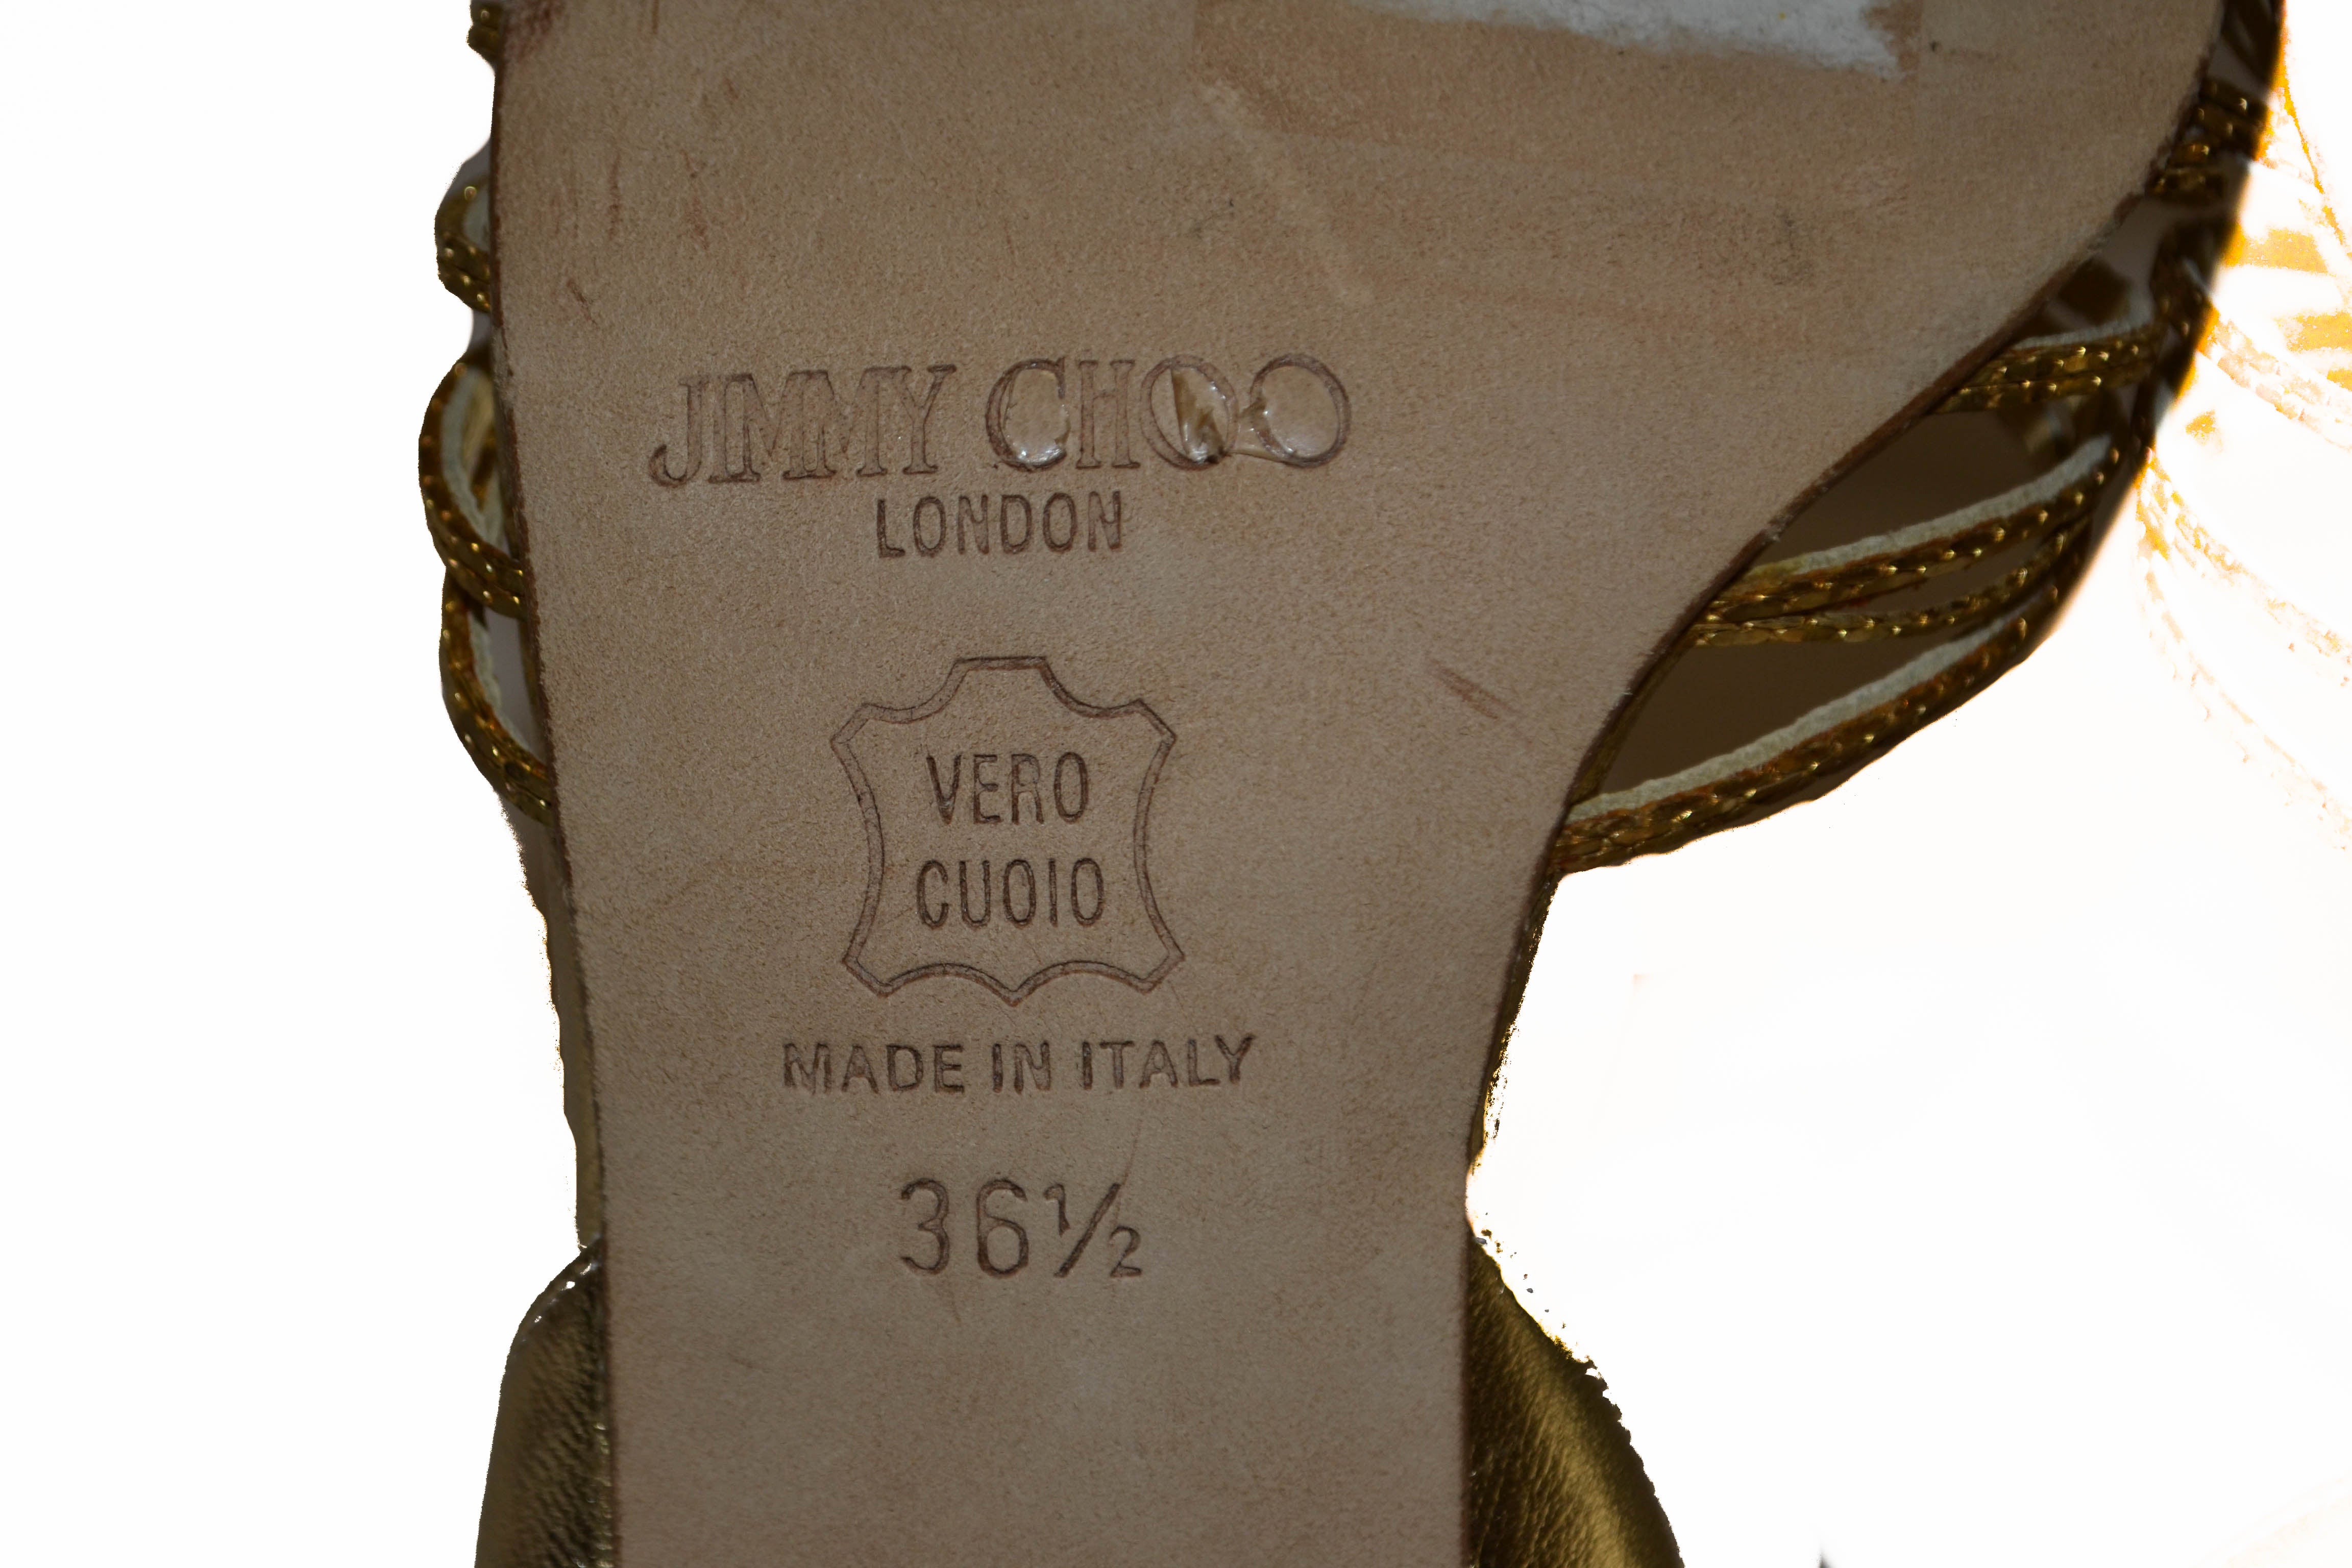 JIMMY CHOO
LONDON
VERO
CUOIO
MADE IN ITALY
36½